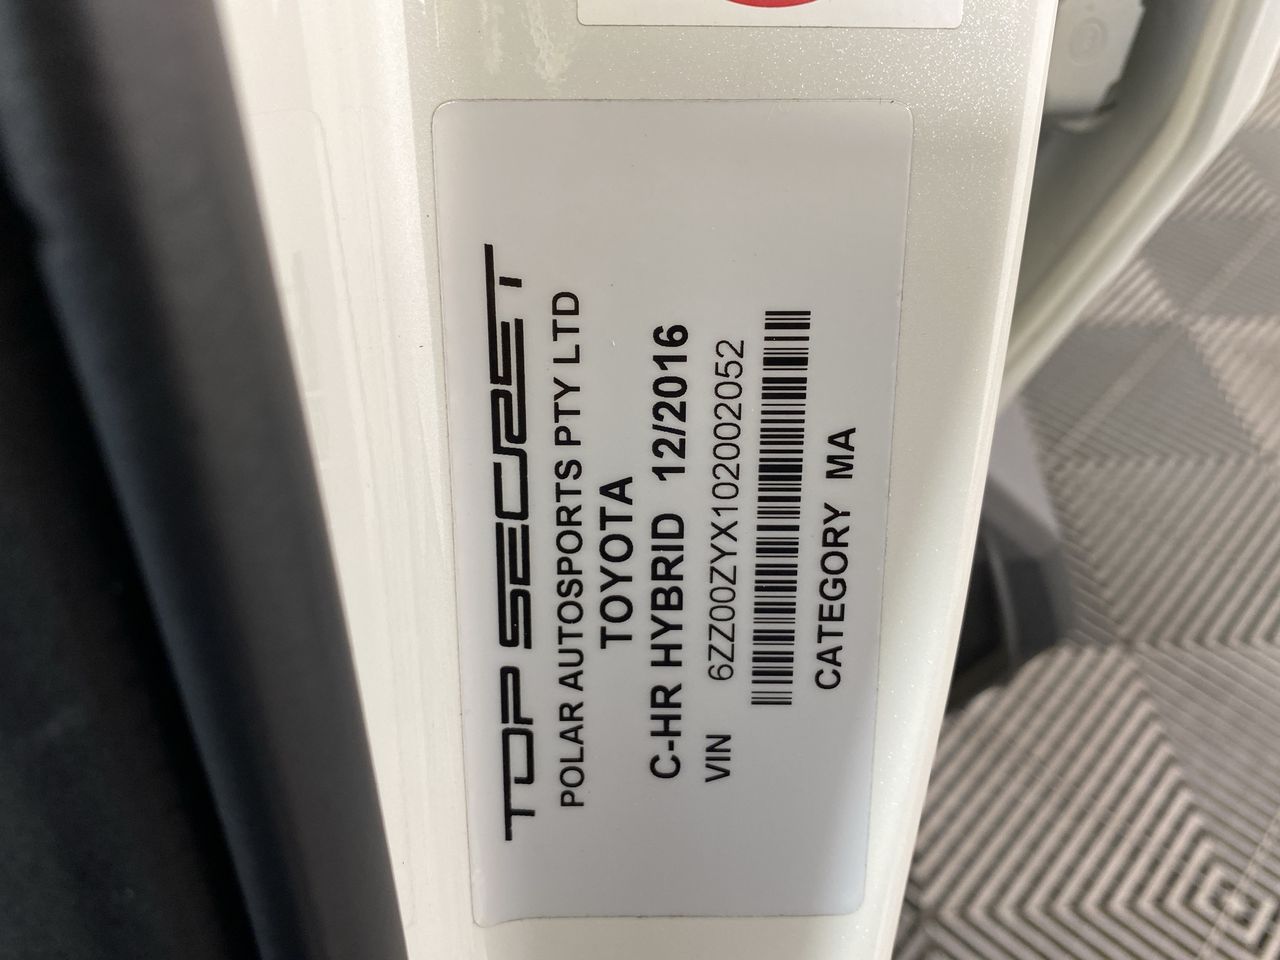 TOP SECRET
POLAR AUTOSPORTS PTY LTD
TOYOTA
C-HR HYBRID 12/2016
VIN 6ZZ00ZYX102002052
CATEGORY MA